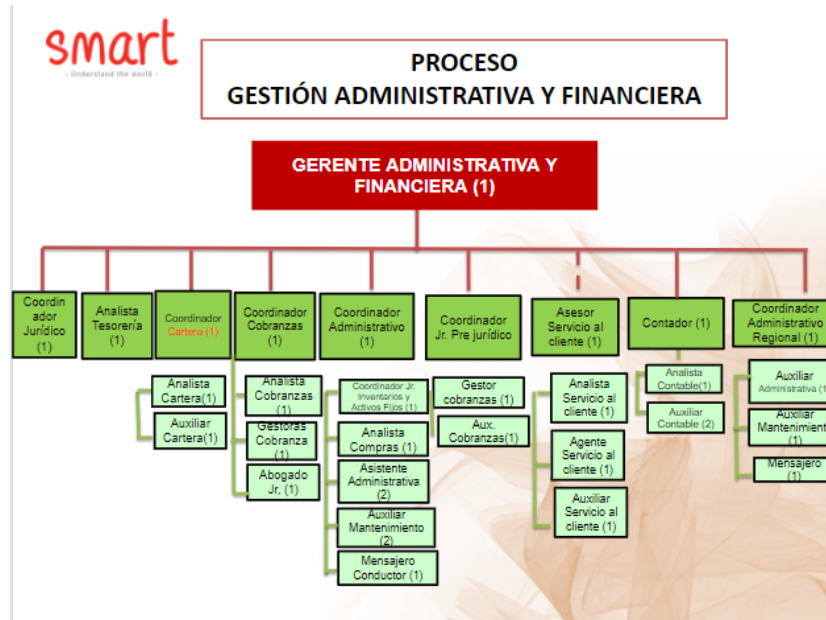 smart
- Understand the world -
PROCESO
GESTIÓN ADMINISTRATIVA Y FINANCIERA
GERENTE ADMINISTRATIVA Y
FINANCIERA (1)
Coordin
ador
Jurídico
(1)
Analista
Tesorería
(1)
Coordinador
Cartera (1)
Coordinador
Cobranzas
(1)
Coordinador
Administrativo
(1)
Coordinador
Jr. Pre jurídico
Asesor
Servicio al
cliente (1)
Contador (1)
Coordinador
Administrativo
Regional (1)
Analista
Cartera(1)
Auxiliar
Cartera(1)
Analista
Cobranzas
(1)
Gestoras
Cobranza
(1)
Abogado
Jr, (1)
Coordinador Jr.
Inventarios y
Activos Fijos (1)
Analista
Compras (1)
Asistente
Administrativa
(2)
Auxiliar
Mantenimiento
(2)
Mensajero
Conductor (1)
Gestor
cobranzas (1)
Aux.
Cobranzas(1)
Analista
Servicio al
cliente (1)
Agente
Servicio al
cliente (1)
Auxiliar
Servicio al
cliente (1)
Analista
Contable(1)
Auxiliar
Contable (2)
Auxiliar
Administrativa (1
Auxiliar
Mantenimient
(1)
Mensajero
(1)